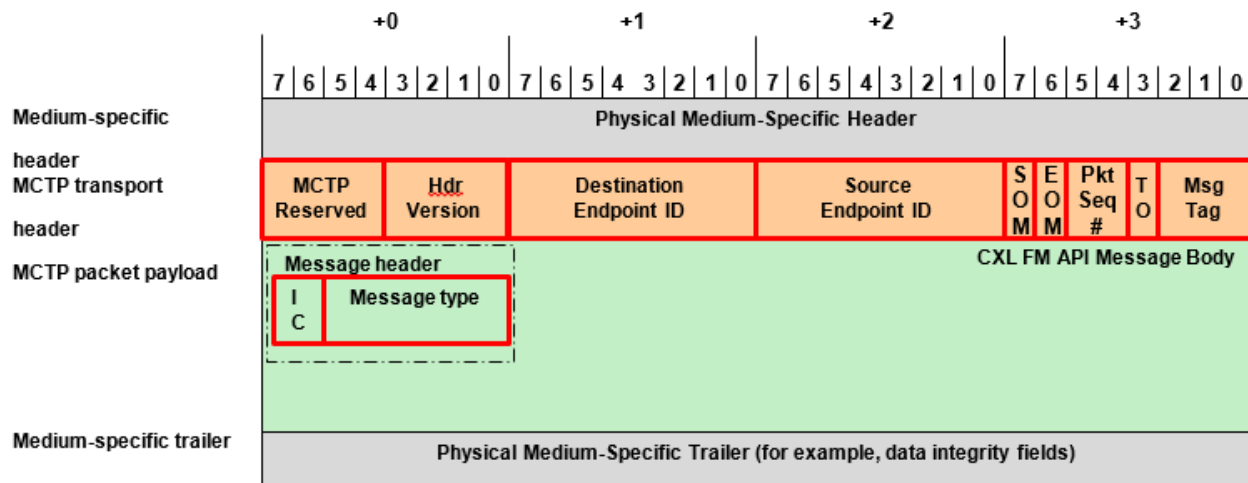 +0 +1 +2 +3
7 6 5 4 3 2 1 0 7 6 5 4 3 2 1 0 7 6 5 4 3 2 1 0 7 6 5 4 3 2 1 0
Medium-specific
header
Physical Medium-Specific Header
MCTP transport
header
MCTP
Reserved
Hdr
Version
Destination
Endpoint ID
Source
Endpoint ID
S
O
M
E
O
M
Pkt
Seq
#
T
O
Msg
Tag
MCTP packet payload
Message header
CXL FM API Message Body
I
C
Message type
Medium-specific trailer
Physical Medium-Specific Trailer (for example, data integrity fields)